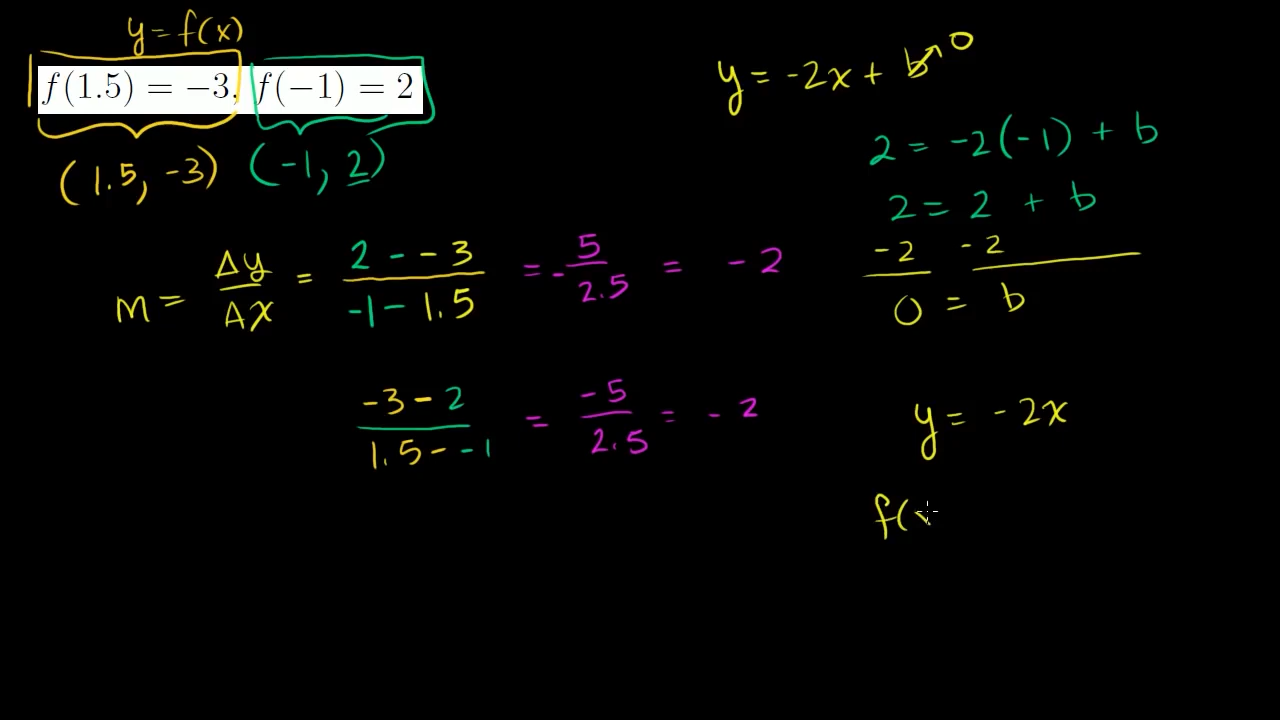 y = f(x)
f(1.5) = −3, f(−1) = 2
(1.5, -3) (-1, 2)
y = -2x + b 0
2 = -2(-1) + b
2 = 2 + b
-2 -2
0 = b
m = Δy/Δx = 2 - -3/-1 - 1.5 = -5/2.5 = -2
-3 - 2/1.5 - -1 = -5/2.5 = -2
y = -2x
f(